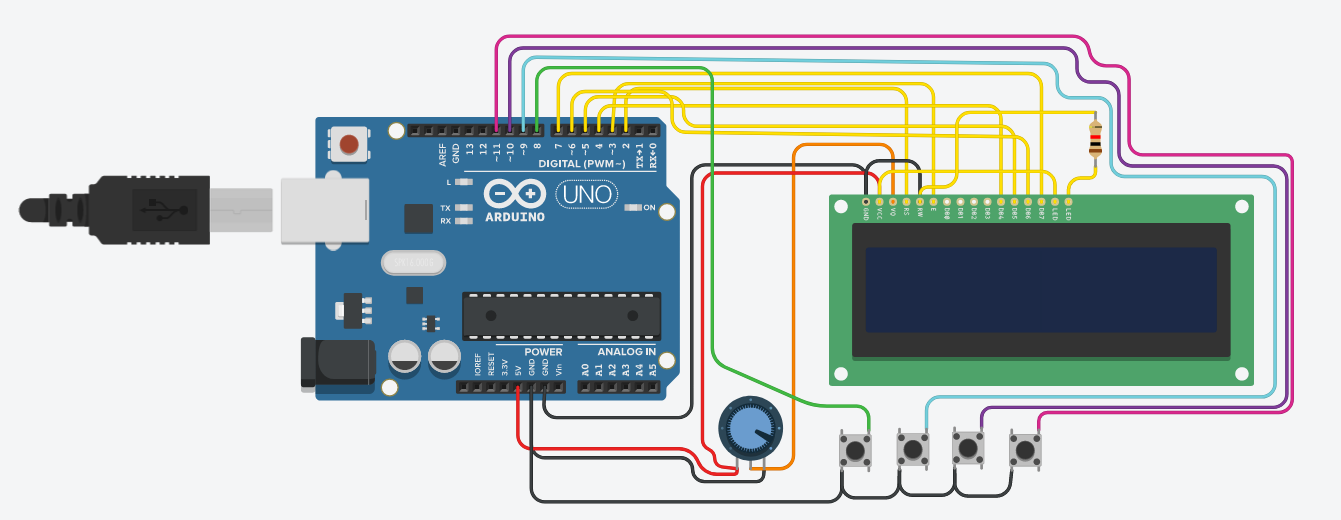 AREF
GND
13
12
~11
~10
~9
8
7
~6
~5
4
~3
2
TX→1
RX←0
DIGITAL (PWM~)
L
TX
RX
ARDUINO
UNO
ON
IOREF
RESET
3.3V
5V
GND
GND
Vin
POWER
ANALOG IN
A0
A1
A2
A3
A4
A5
GND
VCC
VO
RS
RW
E
DB0
DB1
DB2
DB3
DB4
DB5
DB6
DB7
LED
LED